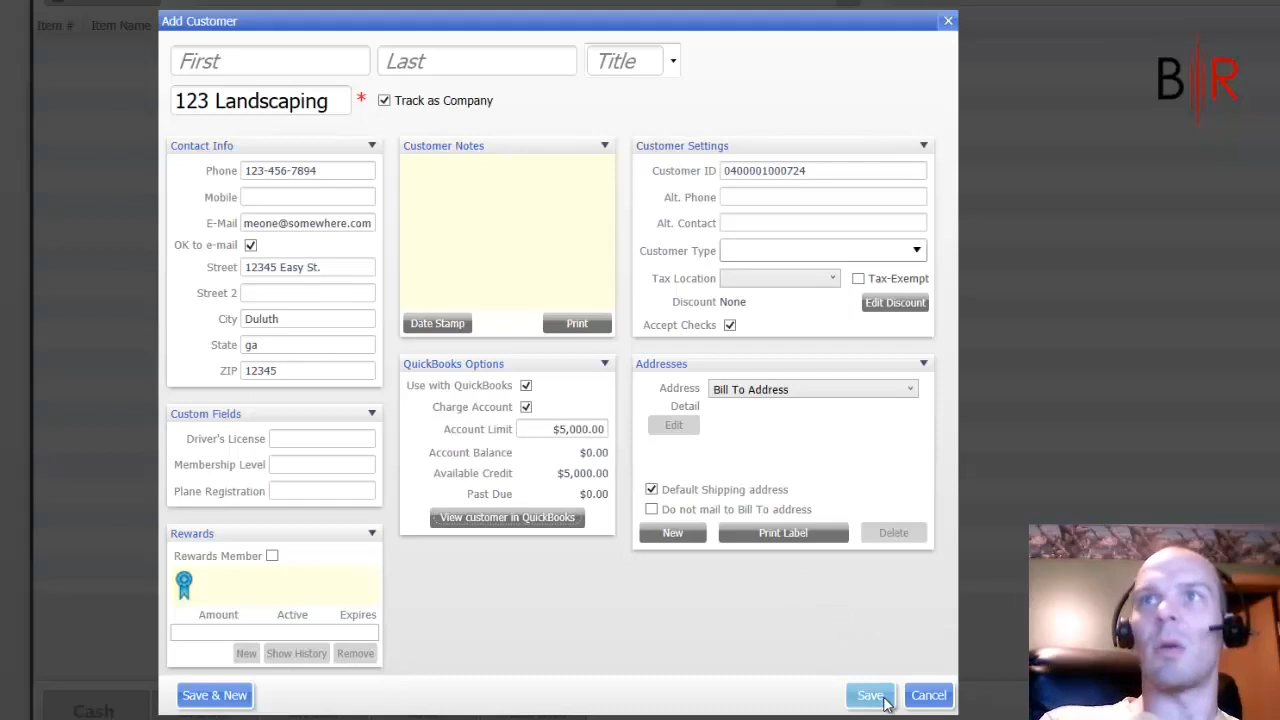 Item # Item Name
Add Customer
First Last Title
123 Landscaping * Track as Company
BR
Contact Info
Phone 123-456-7894
Mobile
E-Mail meone@somewhere.com
OK to e-mail
Street 12345 Easy St.
Street 2
City Duluth
State ga
ZIP 12345
Custom Fields
Driver's License
Membership Level
Plane Registration
Rewards
Rewards Member
Amount Active Expires
New Show History Remove
Customer Notes
Date Stamp Print
QuickBooks Options
Use with QuickBooks
Charge Account
Account Limit $5,000.00
Account Balance $0.00
Available Credit $5,000.00
Past Due $0.00
View customer in QuickBooks
Customer Settings
Customer ID 0400001000724
Alt. Phone
Alt. Contact
Customer Type
Tax Location Tax-Exempt
Discount None Edit Discount
Accept Checks
Addresses
Address Bill To Address
Detail
Edit
Default Shipping address
Do not mail to Bill To address
New Print Label Delete
Save & New Save Cancel
Cash